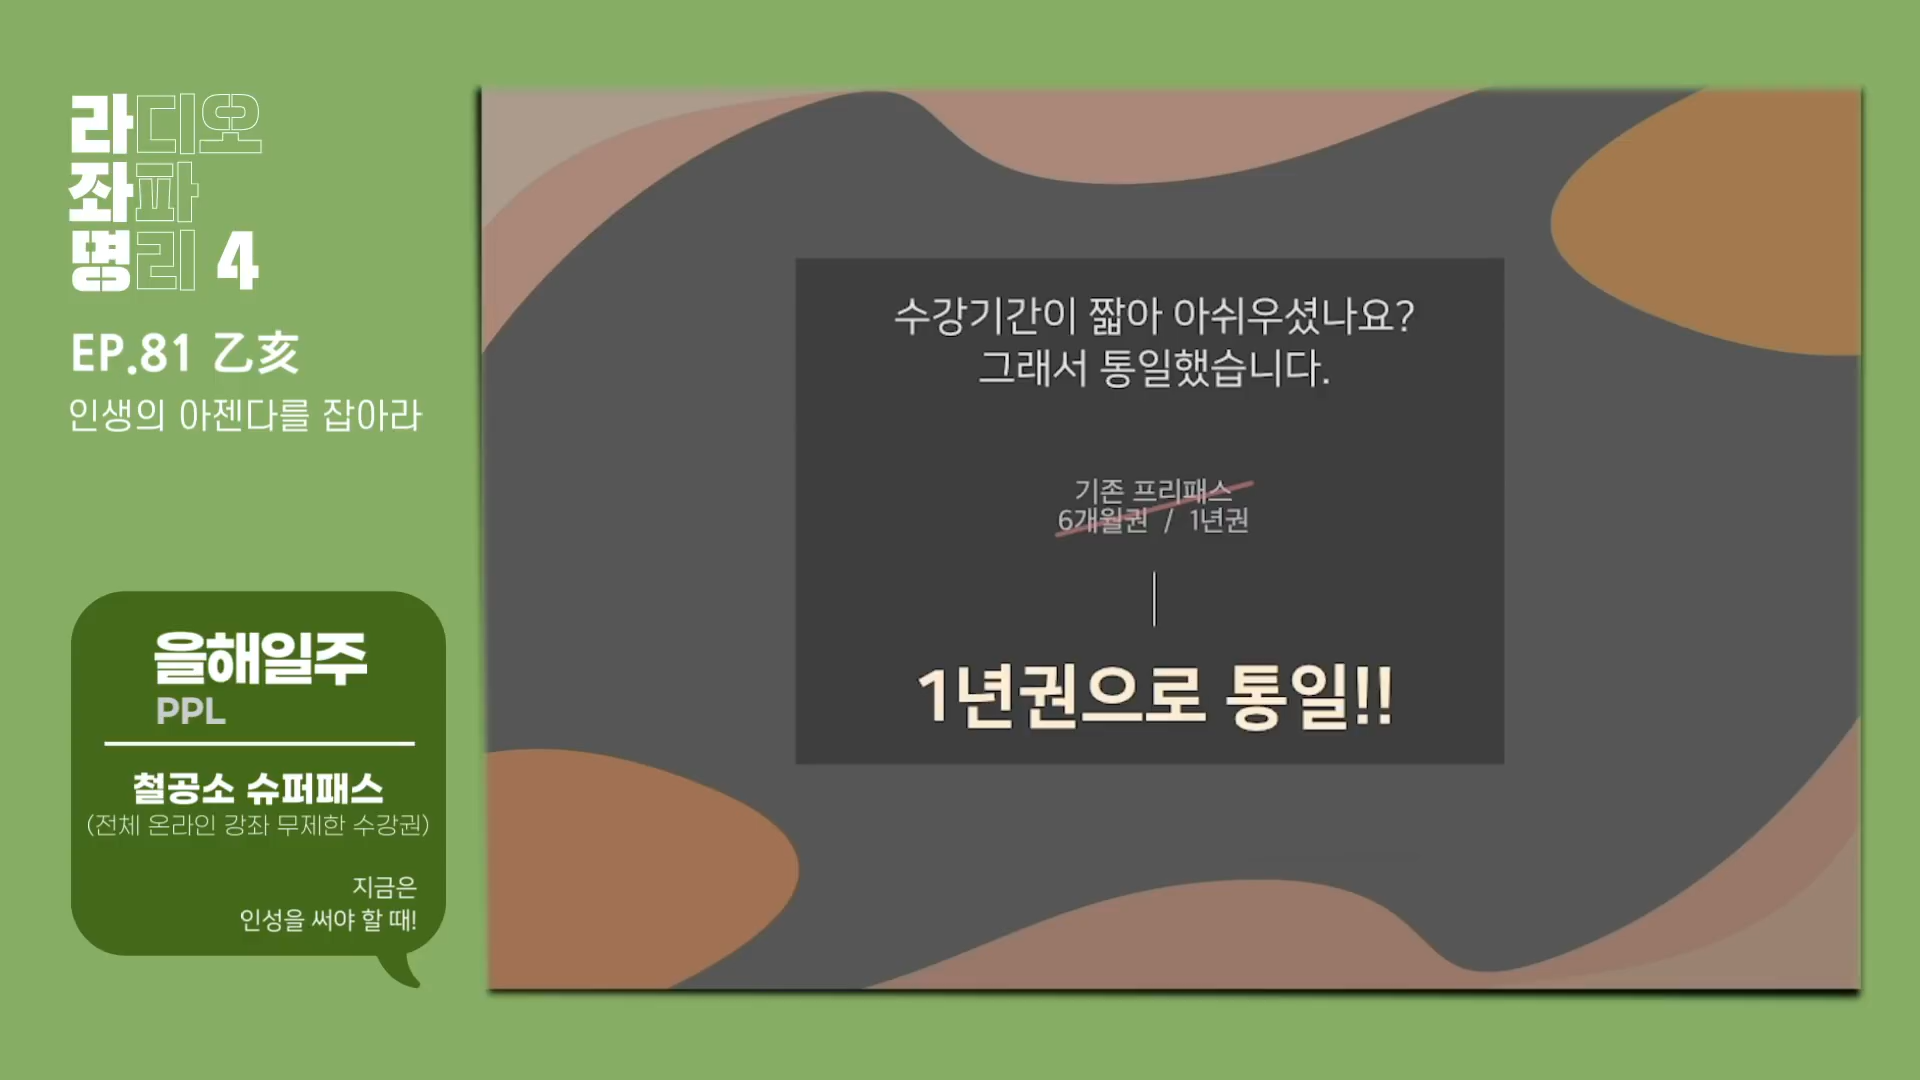 라디오
좌파
명리 4
EP.81 乙亥
인생의 아젠다를 잡아라
을해일주
PPL
철공소 슈퍼패스
(전체 온라인 강좌 무제한 수강권)
지금은
인성을 써야 할 때!
수강기간이 짧아 아쉬우셨나요?
그래서 통일했습니다.
기존 프리패스
6개월권 / 1년권
1년권으로 통일!!